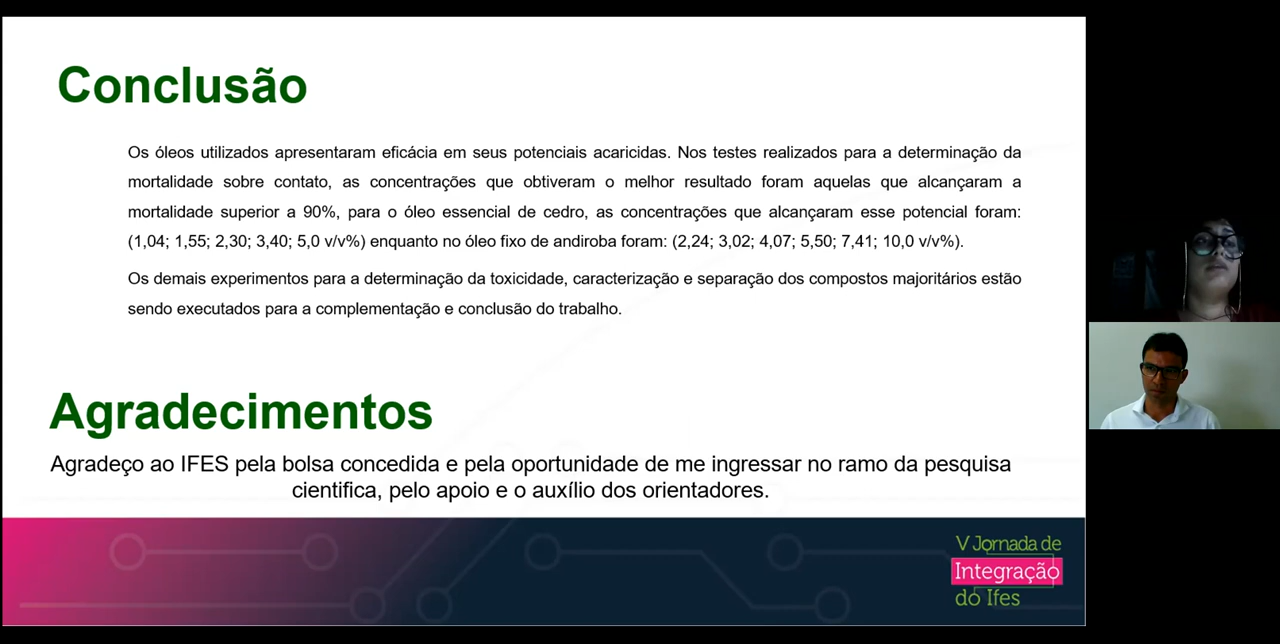 Conclusão
Os óleos utilizados apresentaram eficácia em seus potenciais acaricidas. Nos testes realizados para a determinação da
mortalidade sobre contato, as concentrações que obtiveram o melhor resultado foram aquelas que alcançaram a
mortalidade superior a 90%, para o óleo essencial de cedro, as concentrações que alcançaram esse potencial foram:
(1,04; 1,55; 2,30; 3,40; 5,0 v/v%) enquanto no óleo fixo de andiroba foram: (2,24; 3,02; 4,07; 5,50; 7,41; 10,0 v/v%).
Os demais experimentos para a determinação da toxicidade, caracterização e separação dos compostos majoritários estão
sendo executados para a complementação e conclusão do trabalho.
Agradecimentos
Agradeço ao IFES pela bolsa concedida e pela oportunidade de me ingressar no ramo da pesquisa
cientifica, pelo apoio e o auxílio dos orientadores.
V Jornada de
Integração
do Ifes